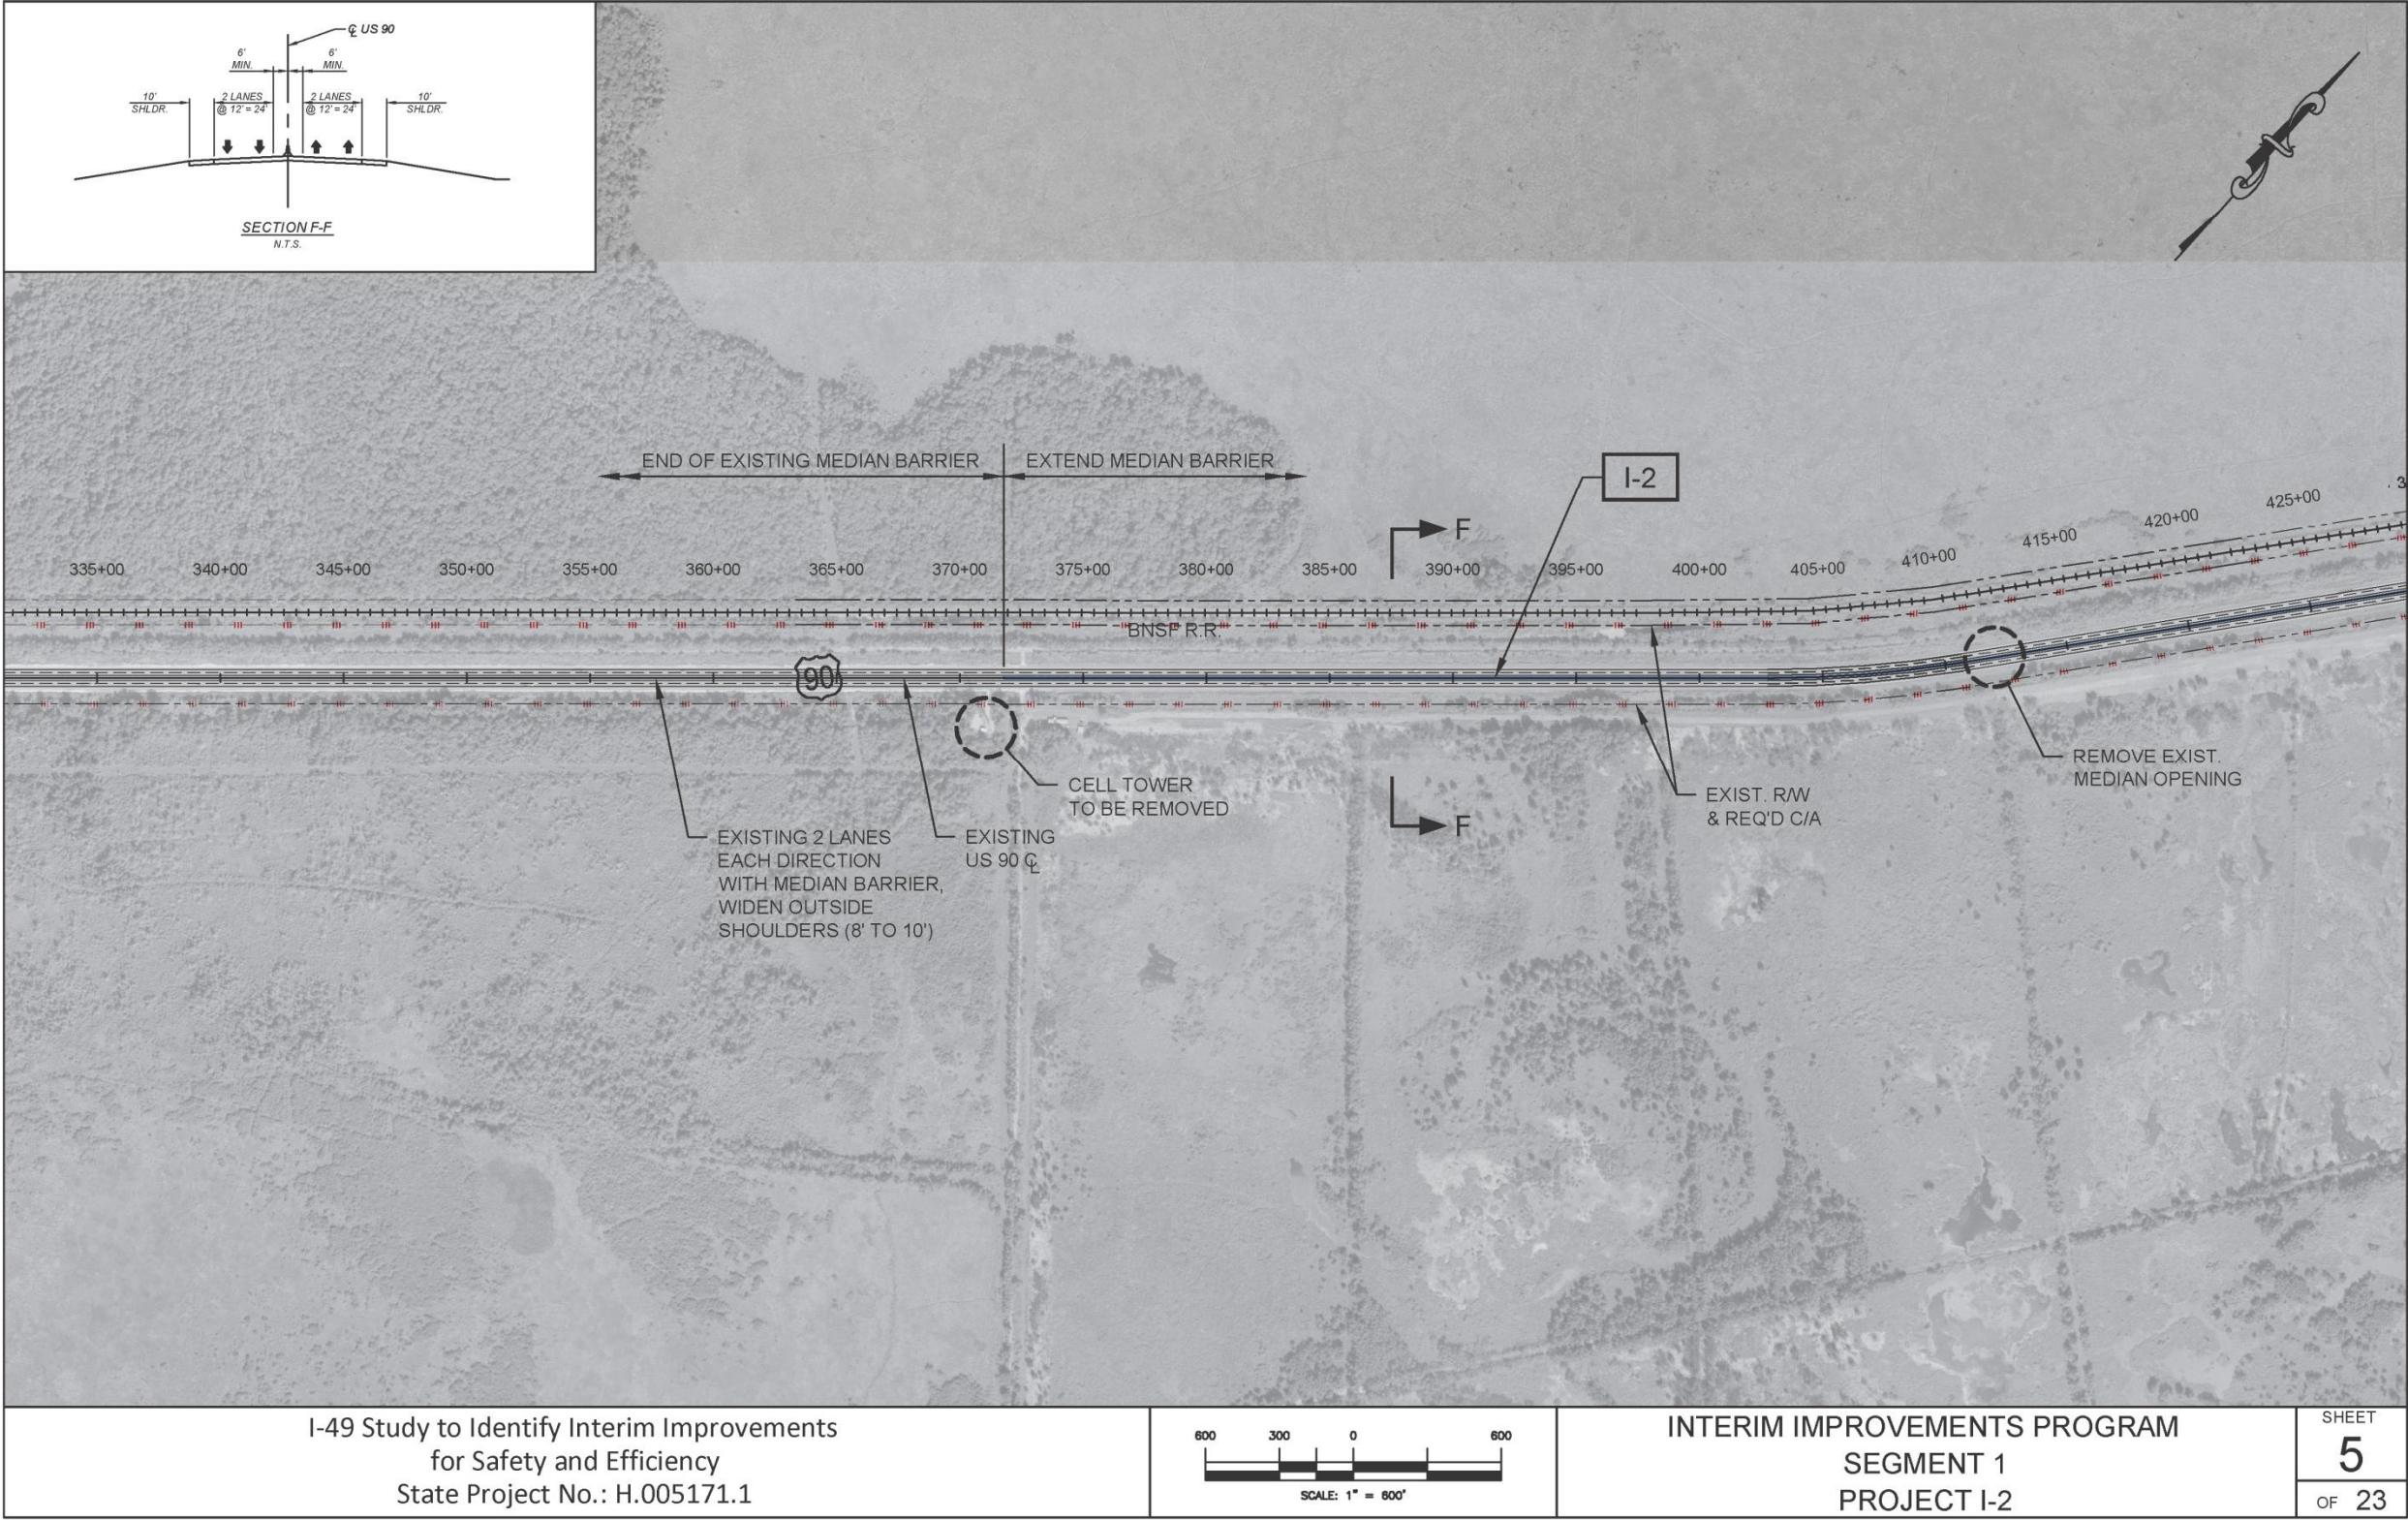 ℄ US 90
6' 6'
MIN. MIN.
10' 2 LANES 2 LANES 10'
SHLDR. @ 12' = 24' @ 12' = 24' SHLDR.
SECTION F-F
N.T.S.
END OF EXISTING MEDIAN BARRIER EXTEND MEDIAN BARRIER
I-2
F
335+00 340+00 345+00 350+00 355+00 360+00 365+00 370+00 375+00 380+00 385+00 390+00 395+00 400+00 405+00 410+00 415+00 420+00 425+00
BNSF R.R.
90
CELL TOWER
TO BE REMOVED
REMOVE EXIST.
MEDIAN OPENING
EXIST. R/W
& REQ'D C/A
F
EXISTING 2 LANES
EACH DIRECTION
WITH MEDIAN BARRIER,
WIDEN OUTSIDE
SHOULDERS (8' TO 10')
EXISTING
US 90 ℄
I-49 Study to Identify Interim Improvements
for Safety and Efficiency
State Project No.: H.005171.1
600 300 0 600
SCALE: 1" = 600'
INTERIM IMPROVEMENTS PROGRAM
SEGMENT 1
PROJECT I-2
SHEET
5
OF 23